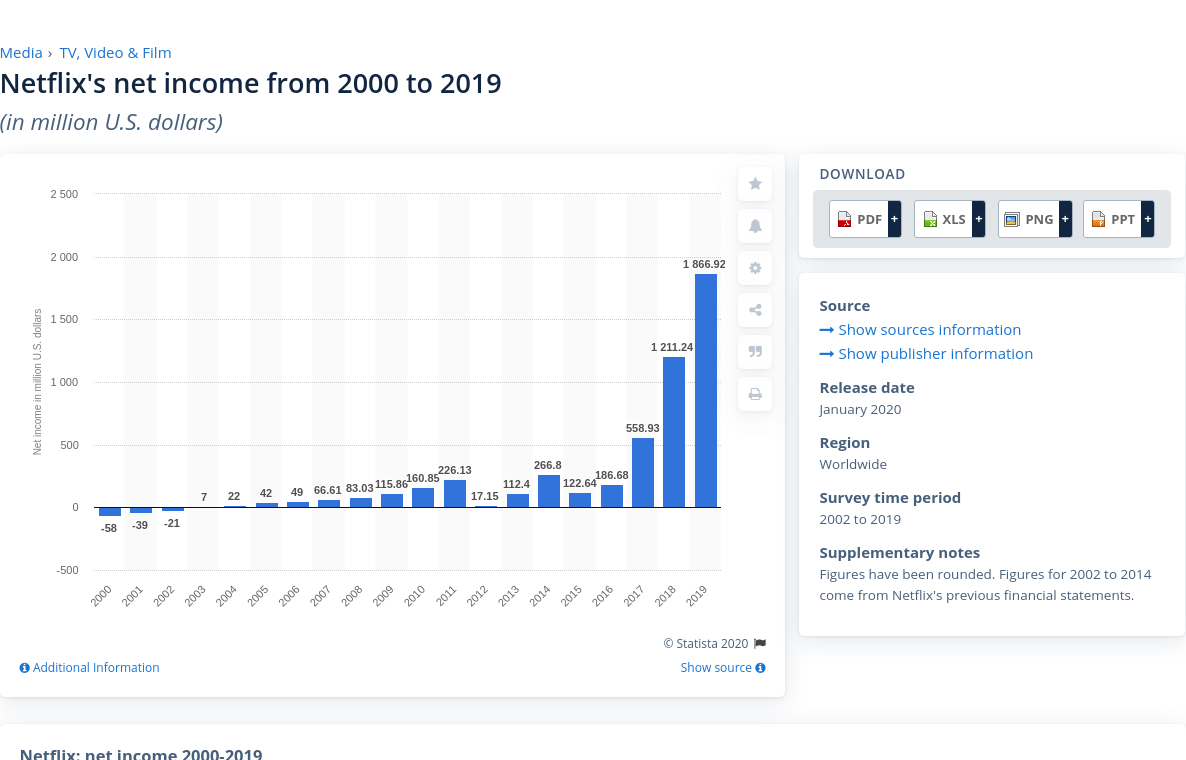 Media › TV, Video & Film
Netflix's net income from 2000 to 2019
(in million U.S. dollars)
Net income in million U.S. dollars
2 500
2 000
1 500
1 000
500
0
-500
-58
-39
-21
7
22
42
49
66.61
83.03
115.86
160.85
226.13
17.15
112.4
266.8
122.64
186.68
558.93
1 211.24
1 866.92
2000
2001
2002
2003
2004
2005
2006
2007
2008
2009
2010
2011
2012
2013
2014
2015
2016
2017
2018
2019
© Statista 2020
Additional Information
Show source
DOWNLOAD
PDF + XLS + PNG + PPT +
Source
Show sources information
Show publisher information
Release date
January 2020
Region
Worldwide
Survey time period
2002 to 2019
Supplementary notes
Figures have been rounded. Figures for 2002 to 2014
come from Netflix's previous financial statements.
Netflix: net income 2000-2019